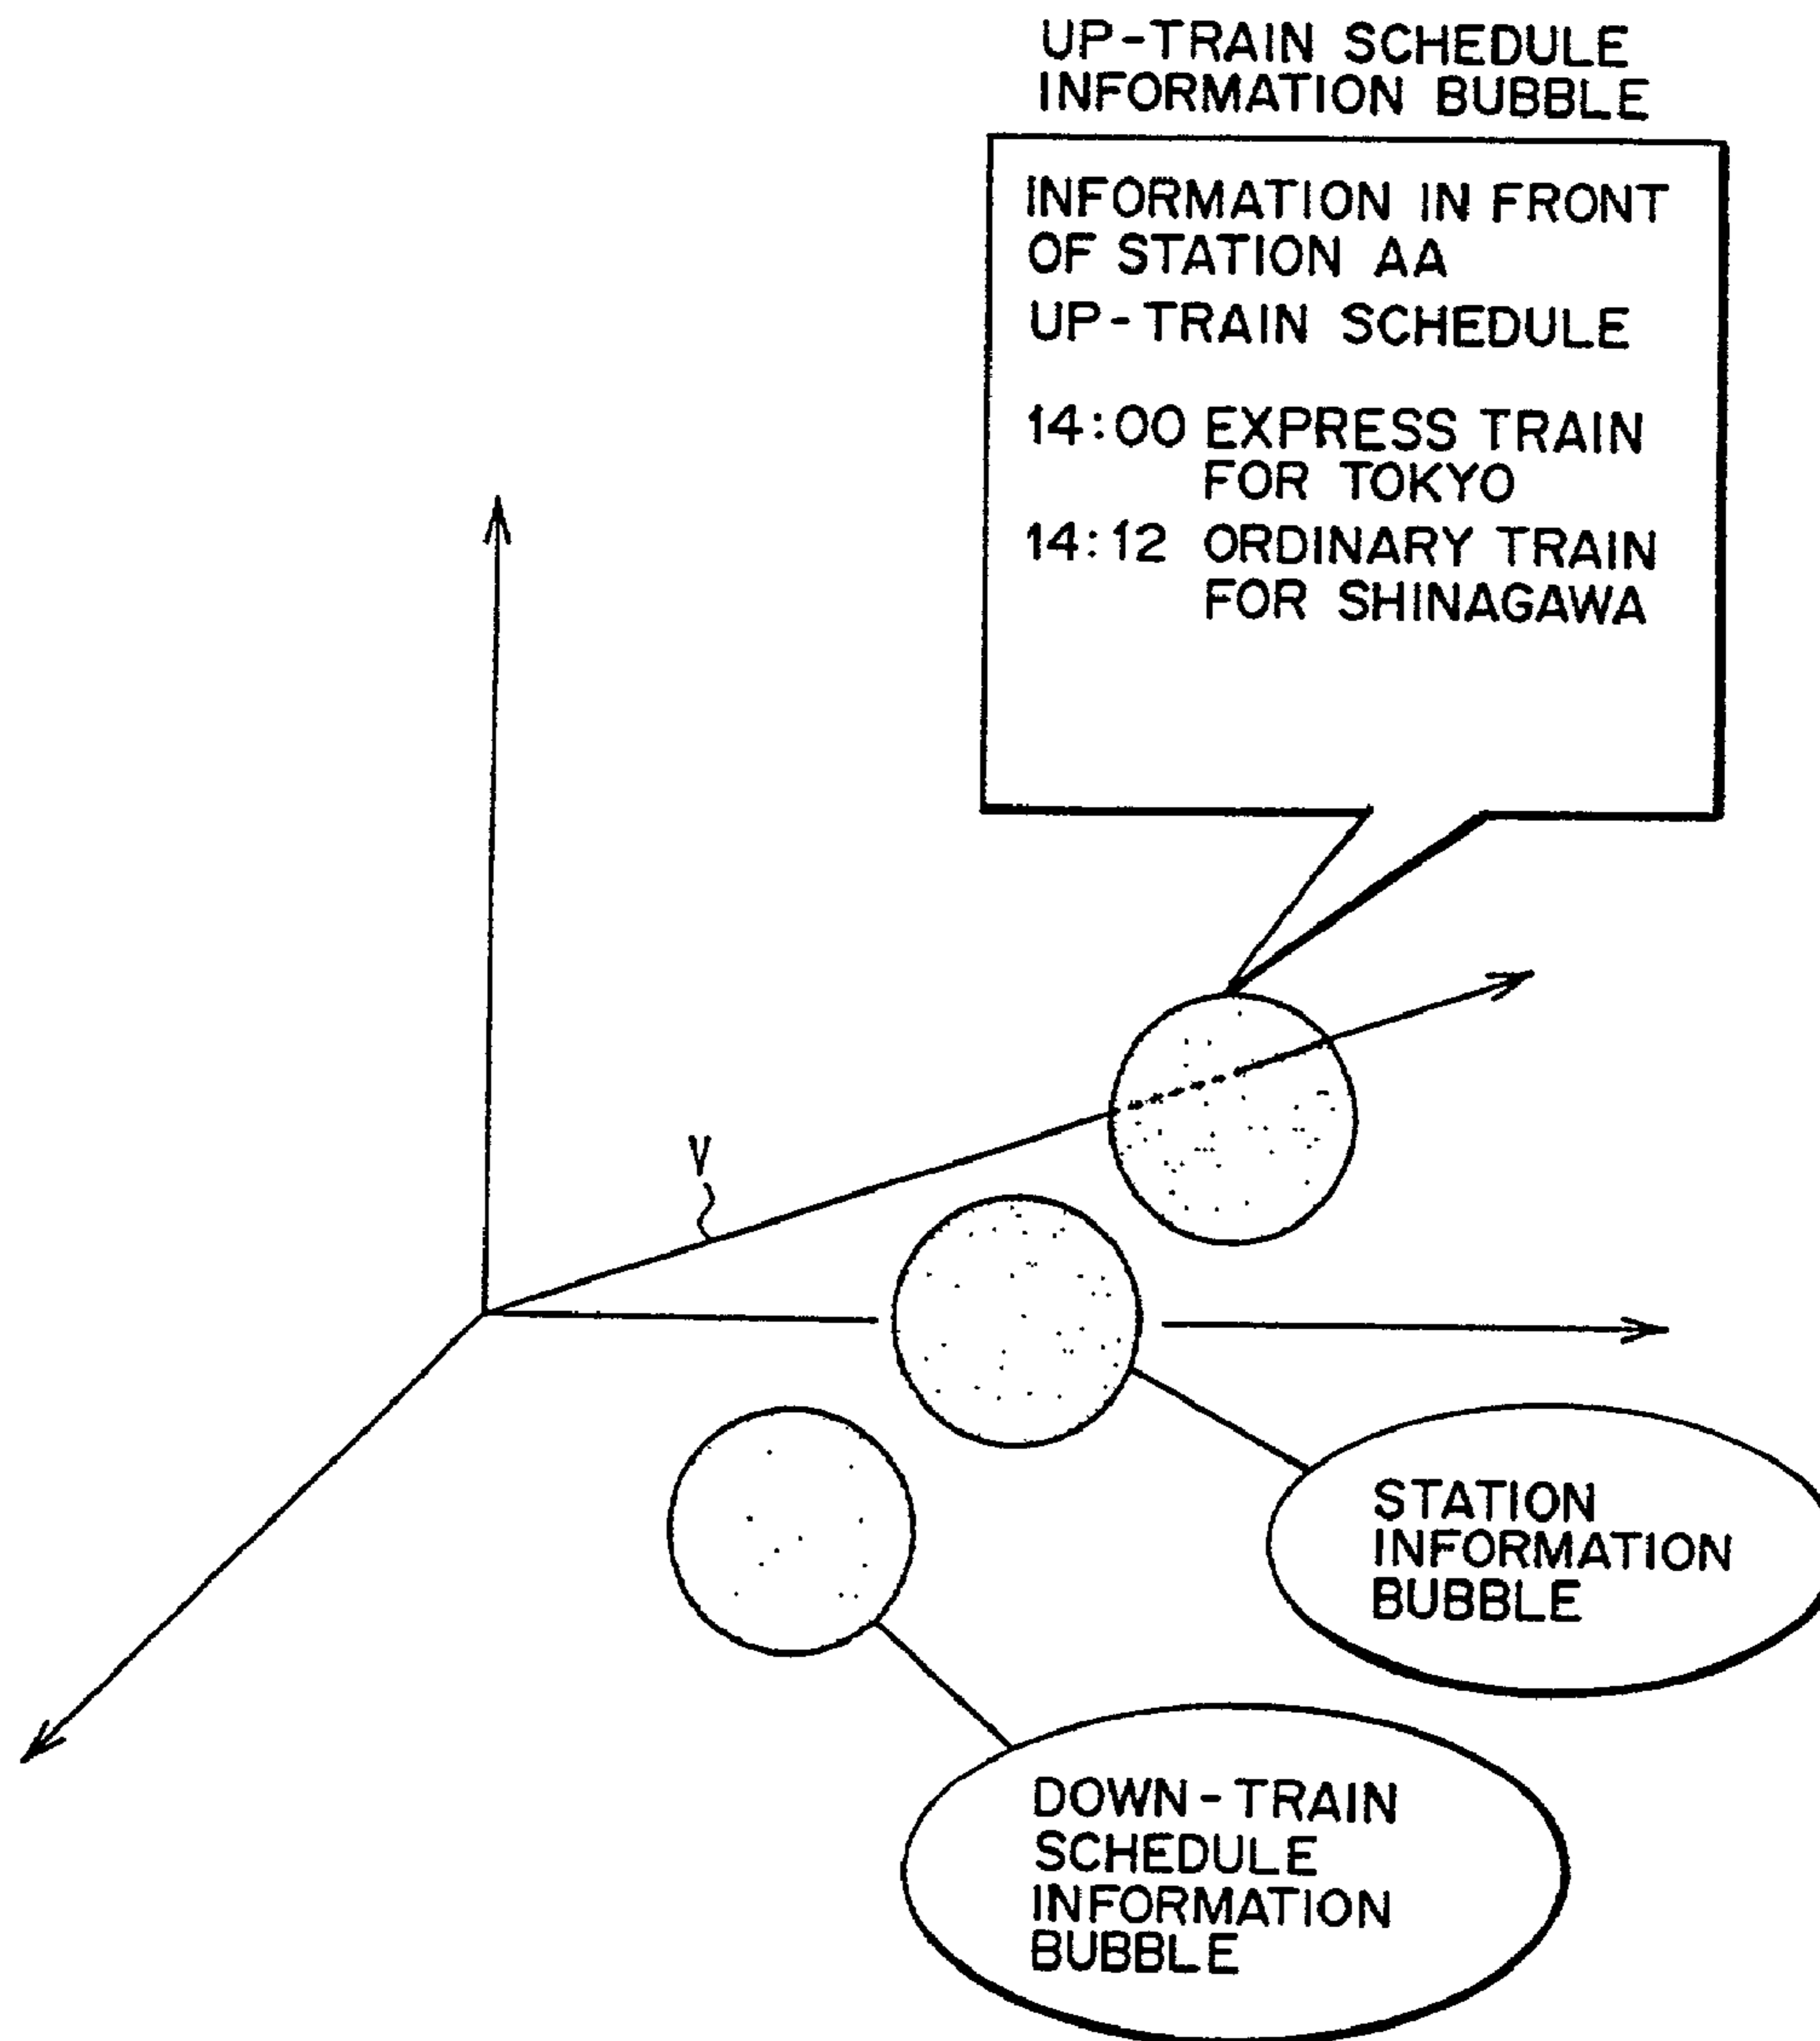 UP-TRAIN SCHEDULE
INFORMATION BUBBLE
INFORMATION IN FRONT
OF STATION AA
UP-TRAIN SCHEDULE
14:00 EXPRESS TRAIN
FOR TOKYO
14:12 ORDINARY TRAIN
FOR SHINAGAWA
V
STATION
INFORMATION
BUBBLE
DOWN-TRAIN
SCHEDULE
INFORMATION
BUBBLE